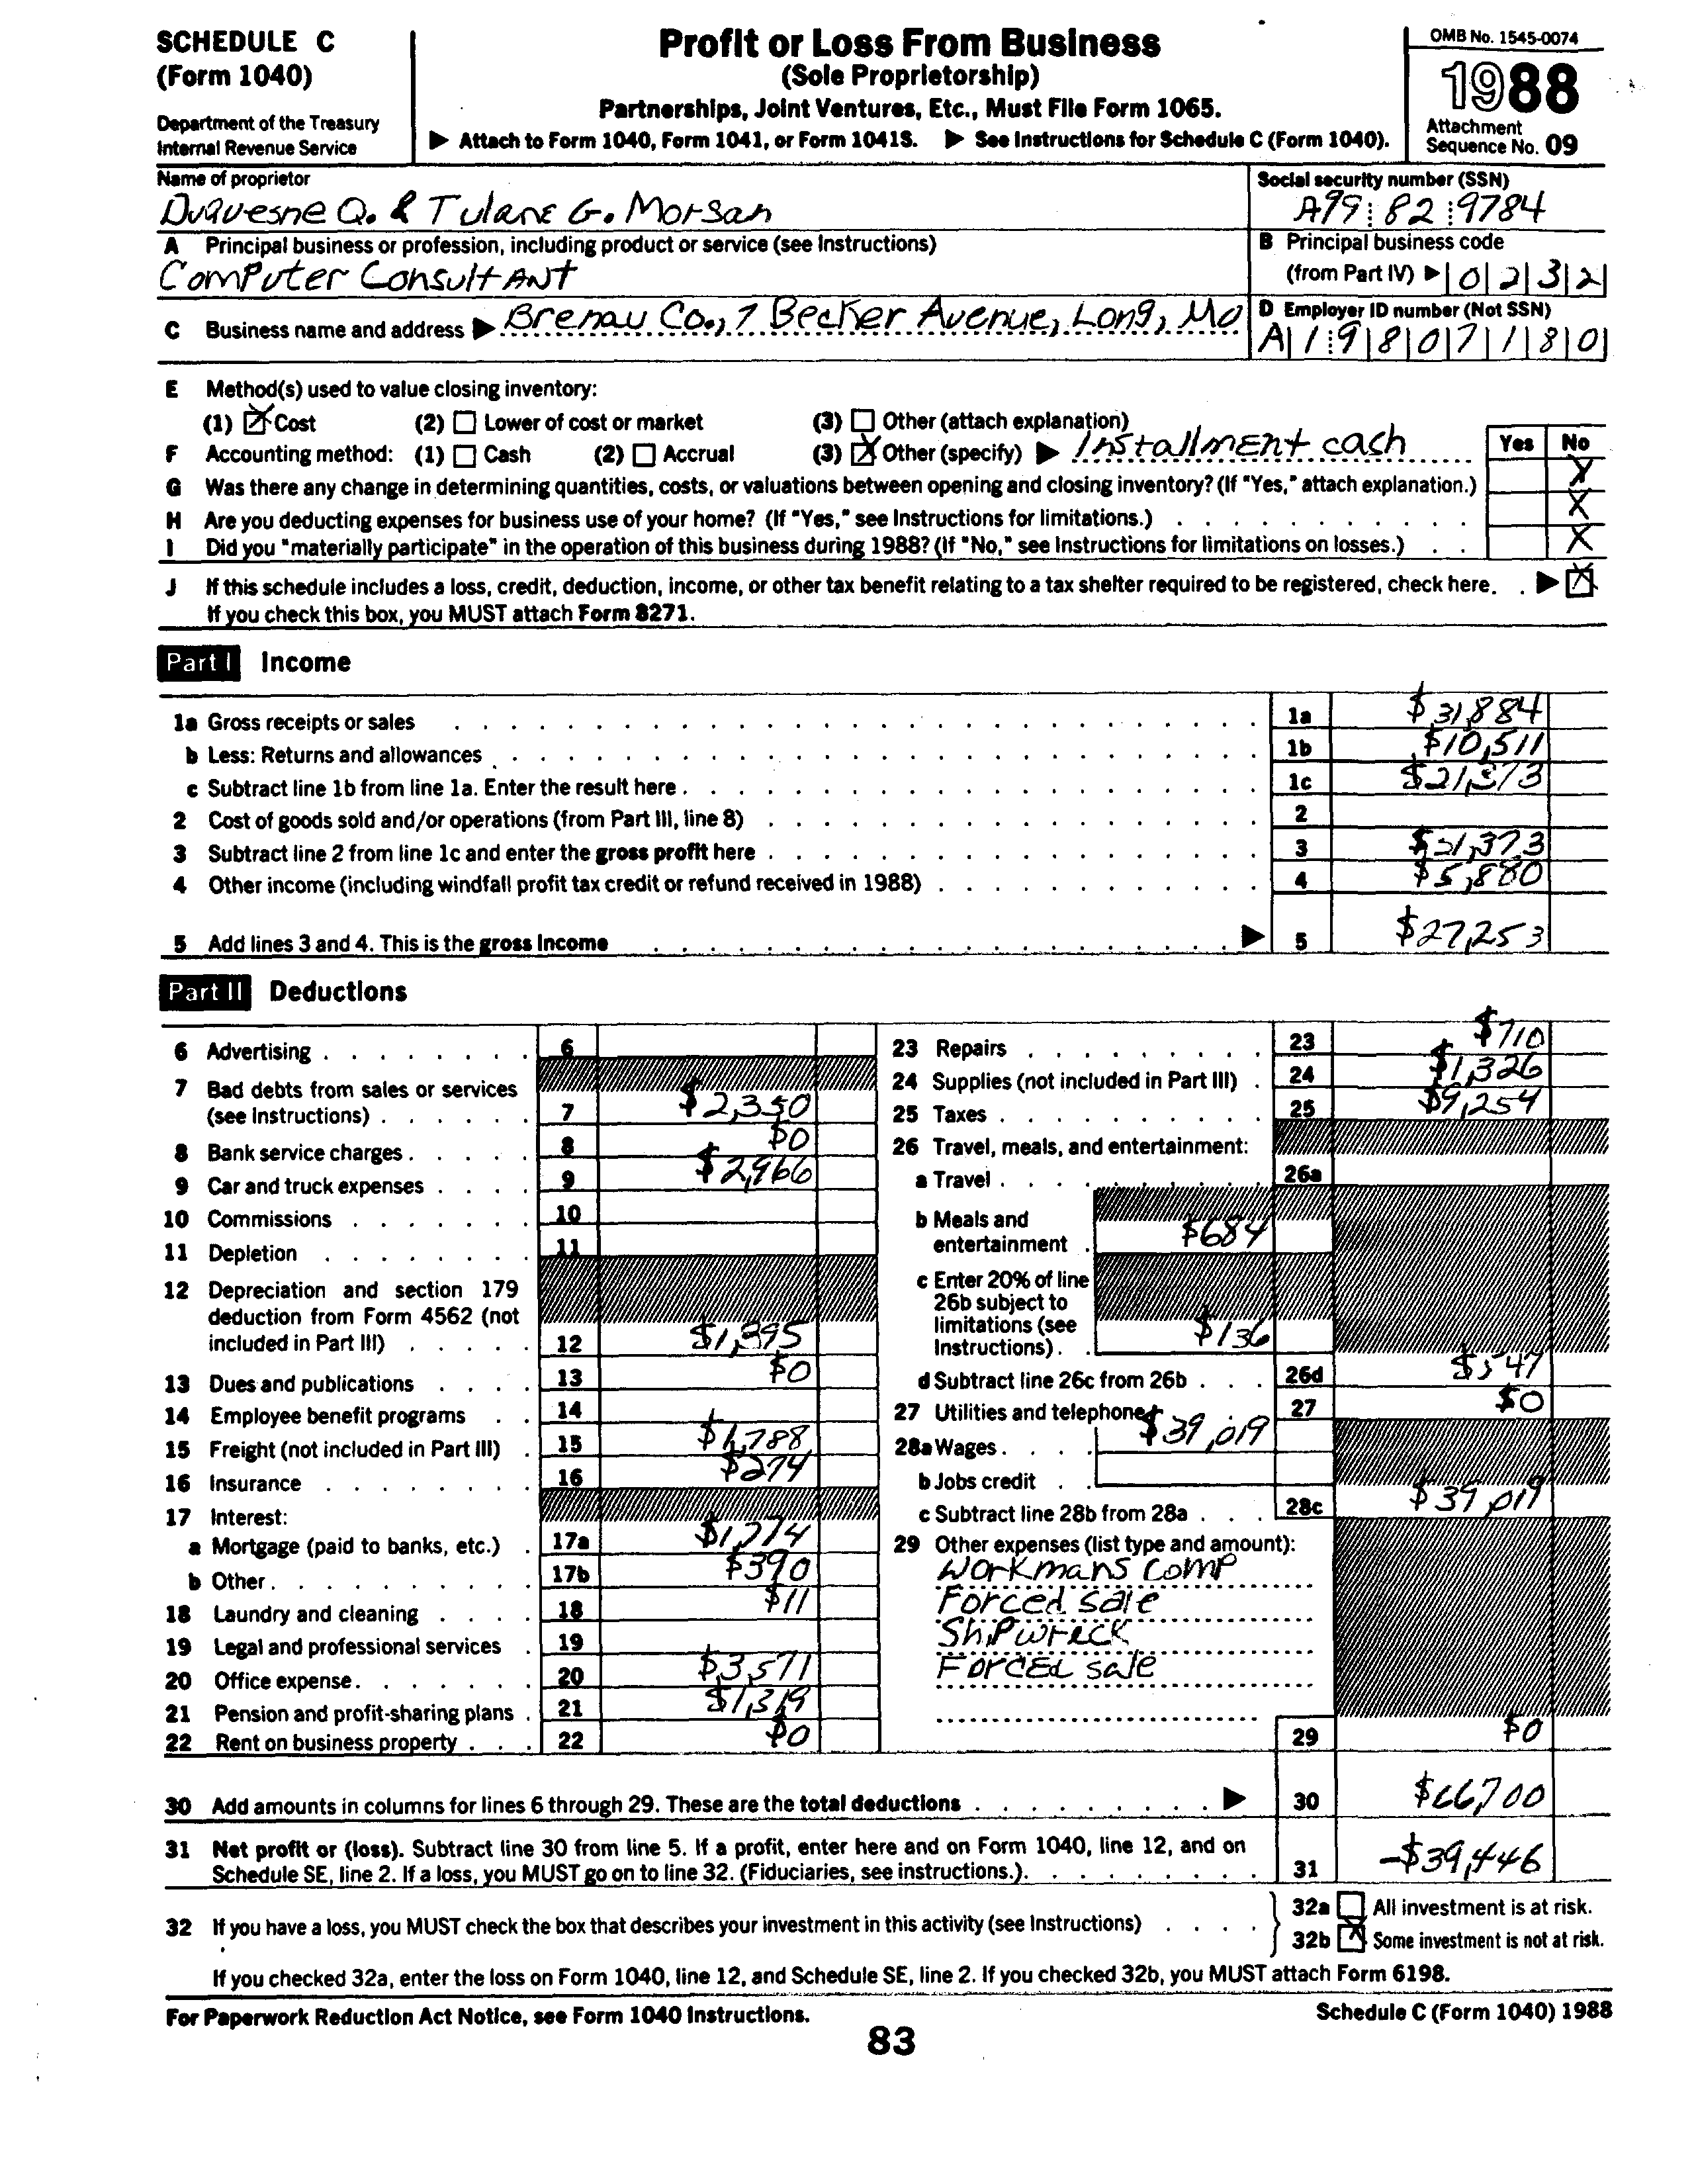 SCHEDULE C
(Form 1040)
Department of the Treasury
Internal Revenue Service
Profit or Loss From Business
(Sole Proprietorship)
Partnerships, Joint Ventures, Etc., Must File Form 1065.
▶ Attach to Form 1040, Form 1041, or Form 1041S. ▶ See Instructions for Schedule C (Form 1040).
OMB No. 1545-0074
1988
Attachment
Sequence No. 09
Name of proprietor
Duquesne Q. & Tulane G. Morgan
Social security number (SSN)
A99 82 9784
A Principal business or profession, including product or service (see Instructions)
Computer Consultant
B Principal business code
(from Part IV) ▶ 0 2 3 2
C Business name and address ▶ Brenau Co., 7 Becker Avenue, Long, Mo
D Employer ID number (Not SSN)
A 1 9 8 0 7 1 8 0
E Method(s) used to value closing inventory:
(1) ☒ Cost (2) ☐ Lower of cost or market (3) ☐ Other (attach explanation)
F Accounting method: (1) ☐ Cash (2) ☐ Accrual (3) ☒ Other (specify) ▶ Installment cash
Yes No
G Was there any change in determining quantities, costs, or valuations between opening and closing inventory? (If "Yes," attach explanation.) X
H Are you deducting expenses for business use of your home? (If "Yes," see Instructions for limitations.) X
I Did you "materially participate" in the operation of this business during 1988? (If "No," see Instructions for limitations on losses.) X
J If this schedule includes a loss, credit, deduction, income, or other tax benefit relating to a tax shelter required to be registered, check here. ▶ ☒
If you check this box, you MUST attach Form 8271.
Part I Income
1a Gross receipts or sales 1a $31,884
b Less: Returns and allowances 1b $10,511
c Subtract line 1b from line 1a. Enter the result here 1c $21,373
2 Cost of goods sold and/or operations (from Part III, line 8) 2
3 Subtract line 2 from line 1c and enter the gross profit here 3
4 Other income (including windfall profit tax credit or refund received in 1988) 4 $5,880
5 Add lines 3 and 4. This is the gross income ▶ 5 $27,253
Part II Deductions
6 Advertising 6
7 Bad debts from sales or services
(see Instructions) 7 $2,350
8 Bank service charges 8 $0
9 Car and truck expenses 9 $2,966
10 Commissions 10
11 Depletion 11
12 Depreciation and section 179
deduction from Form 4562 (not
included in Part III) 12 $1,395
13 Dues and publications 13 $0
14 Employee benefit programs 14
15 Freight (not included in Part III) 15 $1,788
16 Insurance 16 $274
17 Interest:
a Mortgage (paid to banks, etc.) 17a $1,774
b Other 17b $390
18 Laundry and cleaning 18 $11
19 Legal and professional services 19
20 Office expense 20 $3,571
21 Pension and profit-sharing plans 21 $1,319
22 Rent on business property 22 $0
23 Repairs 23 $710
24 Supplies (not included in Part III) 24 $1,326
25 Taxes 25 $9,254
26 Travel, meals, and entertainment:
a Travel 26a
b Meals and
entertainment $684
c Enter 20% of line
26b subject to
limitations (see
Instructions) $136
d Subtract line 26c from 26b 26d $547
27 Utilities and telephone 27 $0
28a Wages $39,019
b Jobs credit
c Subtract line 28b from 28a 28c $39,019
29 Other expenses (list type and amount):
Workmans Comp
Forced sale
Shipwreck
Forced sale
29 $0
30 Add amounts in columns for lines 6 through 29. These are the total deductions ▶ 30 $66,700
31 Net profit or (loss). Subtract line 30 from line 5. If a profit, enter here and on Form 1040, line 12, and on
Schedule SE, line 2. If a loss, you MUST go on to line 32. (Fiduciaries, see instructions.) 31 -$39,446
32 If you have a loss, you MUST check the box that describes your investment in this activity (see Instructions)
32a ☐ All investment is at risk.
32b ☒ Some investment is not at risk.
If you checked 32a, enter the loss on Form 1040, line 12, and Schedule SE, line 2. If you checked 32b, you MUST attach Form 6198.
For Paperwork Reduction Act Notice, see Form 1040 Instructions.
Schedule C (Form 1040) 1988
83